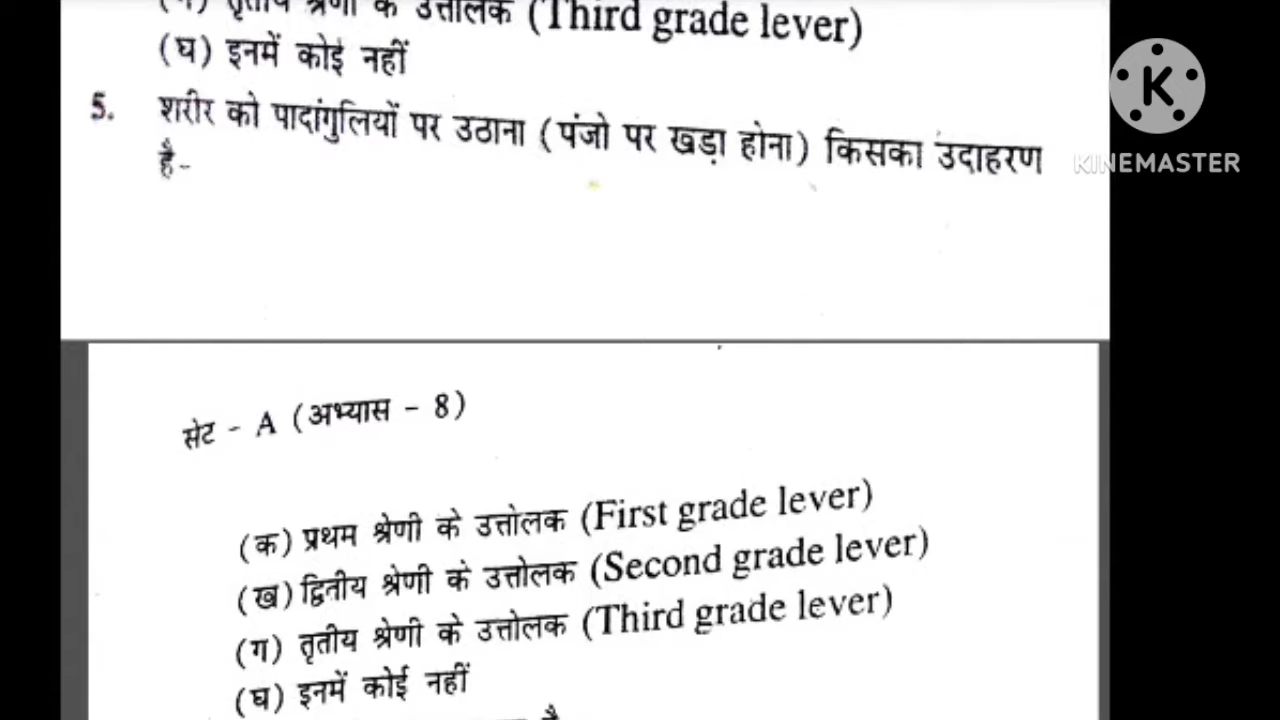 (ग) तृतीय श्रेणी के उत्तोलक (Third grade lever)
(घ) इनमें कोई नहीं
5. शरीर को पादांगुलियों पर उठाना (पंजो पर खड़ा होना) किसका उदाहरण
है-
K
KINEMASTER
सेट - A (अभ्यास - 8)
(क) प्रथम श्रेणी के उत्तोलक (First grade lever)
(ख) द्वितीय श्रेणी के उत्तोलक (Second grade lever)
(ग) तृतीय श्रेणी के उत्तोलक (Third grade lever)
(घ) इनमें कोई नहीं
है